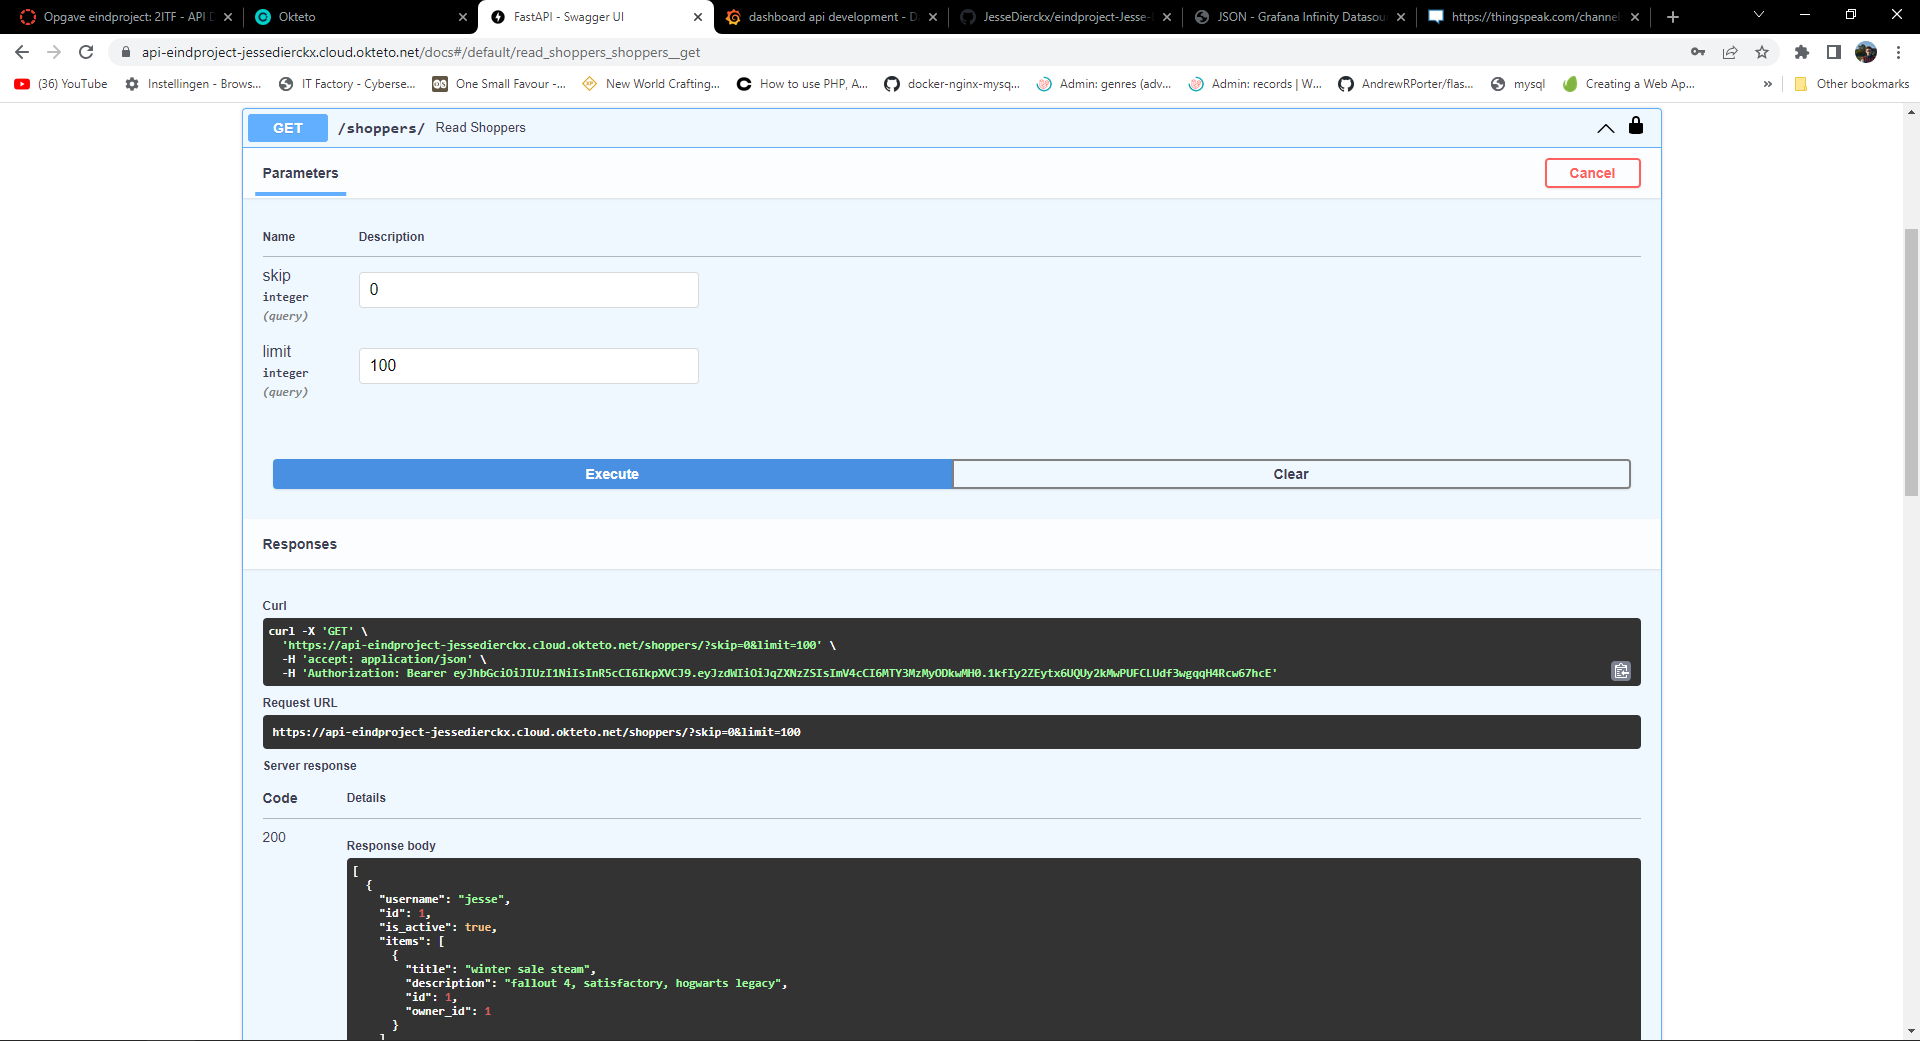 Opgave eindproject: 2ITF - API D
Okteto
FastAPI - Swagger UI
dashboard api development - D
JesseDierckx/eindproject-Jesse-
JSON - Grafana Infinity Datasou
https://thingspeak.com/channel
api-eindproject-jessedierckx.cloud.okteto.net/docs#/default/read_shoppers_shoppers__get
(36) YouTube
Instellingen - Brows...
IT Factory - Cyberse...
One Small Favour -...
New World Crafting...
How to use PHP, A...
docker-nginx-mysq...
Admin: genres (adv...
Admin: records | W...
AndrewRPorter/flas...
mysql
Creating a Web Ap...
»
Other bookmarks
GET /shoppers/ Read Shoppers
Parameters
Cancel
Name Description
skip
integer
(query)
0
limit
integer
(query)
100
Execute
Clear
Responses
Curl
curl -X 'GET' \
'https://api-eindproject-jessedierckx.cloud.okteto.net/shoppers/?skip=0&limit=100' \
-H 'accept: application/json' \
-H 'Authorization: Bearer eyJhbGciOiJIUzI1NiIsInR5cCI6IkpXVCJ9.eyJzdWIiOiJqZXNzZSIsImV4cCI6MTY3MzMyODkwMH0.1kfIy2ZEytx6UQUy2kMwPUFCLUdf3wgqqH4Rcw67hcE'
Request URL
https://api-eindproject-jessedierckx.cloud.okteto.net/shoppers/?skip=0&limit=100
Server response
Code Details
200
Response body
[
{
"username": "jesse",
"id": 1,
"is_active": true,
"items": [
{
"title": "winter sale steam",
"description": "fallout 4, satisfactory, hogwarts legacy",
"id": 1,
"owner_id": 1
}
]